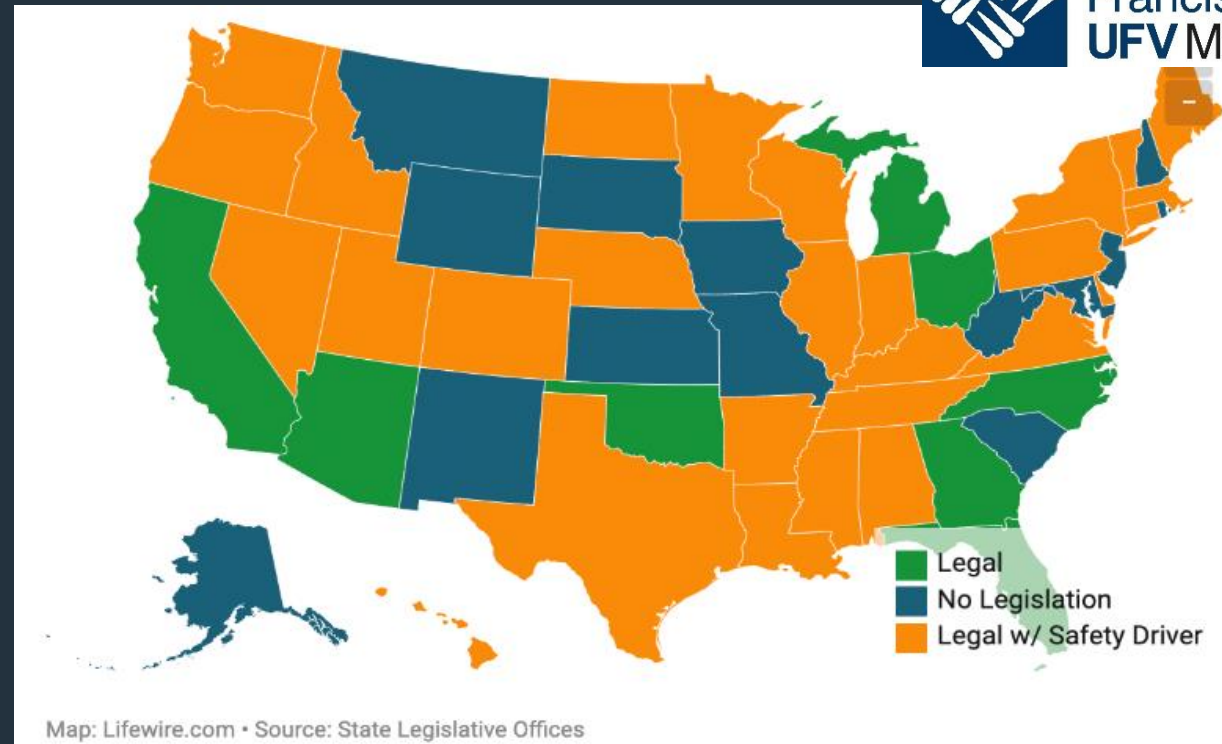 UFV M
Legal
No Legislation
Legal w/ Safety Driver
Map: Lifewire.com • Source: State Legislative Offices